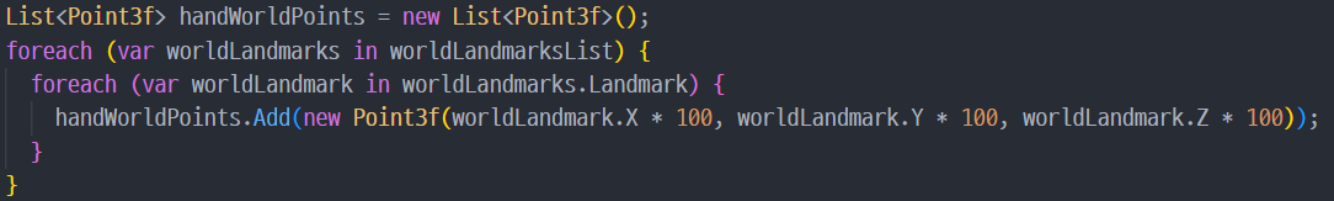 List<Point3f> handWorldPoints = new List<Point3f>();
foreach (var worldLandmarks in worldLandmarksList) {
foreach (var worldLandmark in worldLandmarks.Landmark) {
handWorldPoints.Add(new Point3f(worldLandmark.X * 100, worldLandmark.Y * 100, worldLandmark.Z * 100));
}
}